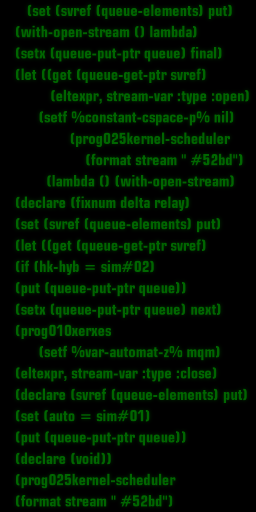 (set (svref (queue-elements) put)
(with-open-stream () lambda)
(setx (queue-put-ptr queue) final)
(let ((get (queue-get-ptr svref)
(eltexpr, stream-var :type :open)
(setf %constant-cspace-p% nil)
(prog025kernel-scheduler
(format stream " #52bd")
(lambda () (with-open-stream)
(declare (fixnum delta relay)
(set (svref (queue-elements) put)
(let ((get (queue-get-ptr svref)
(if (hk-hyb = sim#02)
(put (queue-put-ptr queue))
(setx (queue-put-ptr queue) next)
(prog010xerxes
(setf %var-automat-z% mqm)
(eltexpr, stream-var :type :close)
(declare (svref (queue-elements) put)
(set (auto = sim#01)
(put (queue-put-ptr queue))
(declare (void))
(prog025kernel-scheduler
(format stream " #52bd")